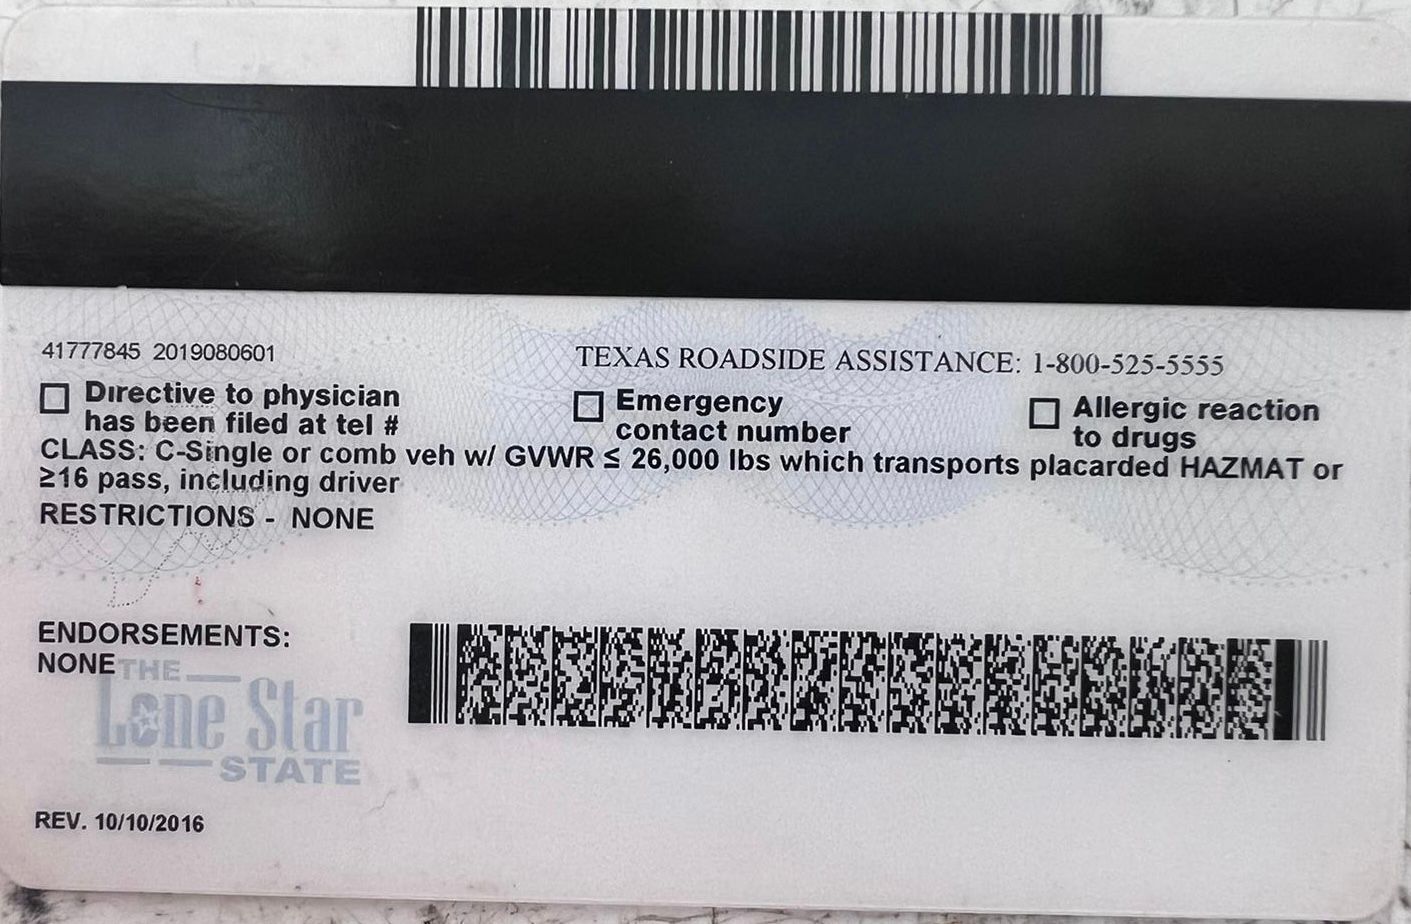 41777845 2019080601
TEXAS ROADSIDE ASSISTANCE: 1-800-525-5555
Directive to physician
has been filed at tel #
Emergency
contact number
Allergic reaction
to drugs
CLASS: C-Single or comb veh w/ GVWR ≤ 26,000 lbs which transports placarded HAZMAT or
≥16 pass, including driver
RESTRICTIONS - NONE
ENDORSEMENTS:
NONE
THE
Lone Star
STATE
REV. 10/10/2016